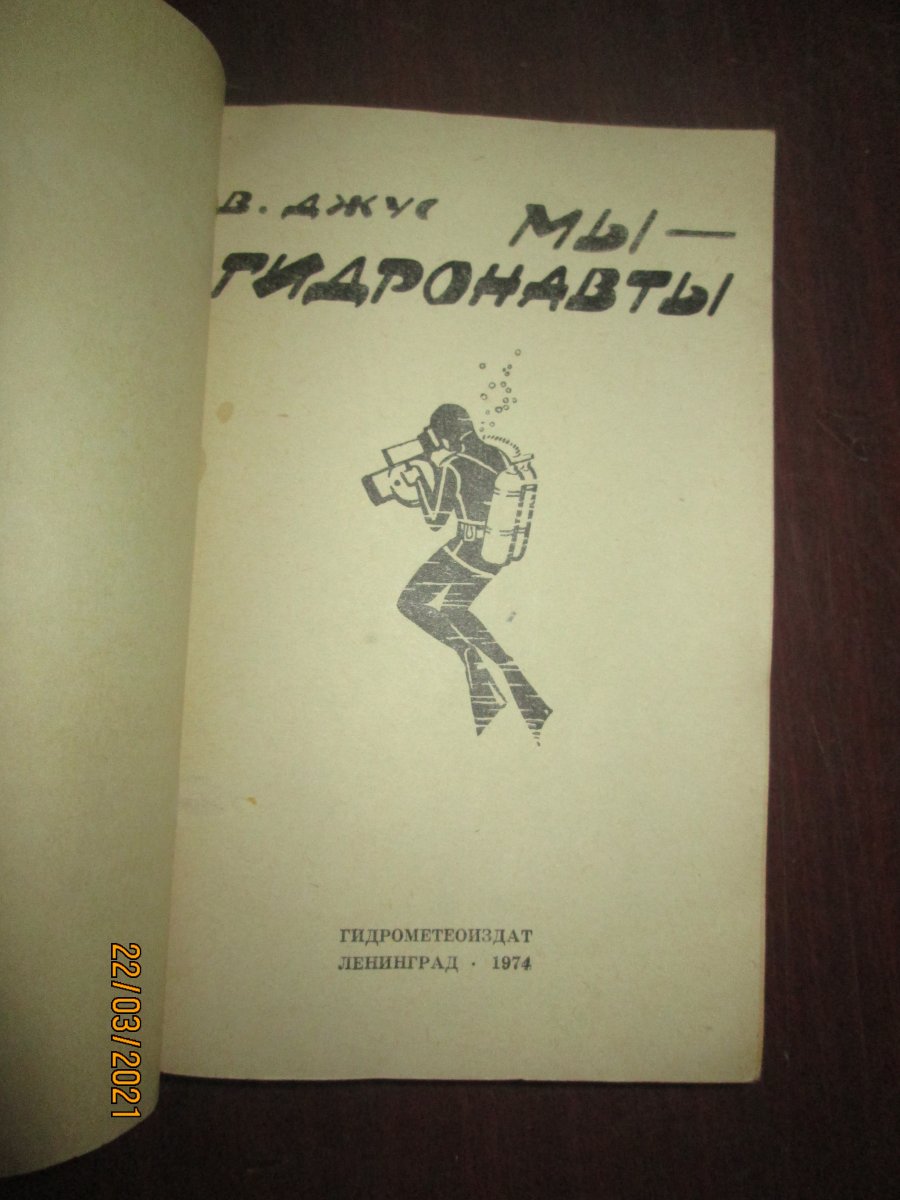 В. ДЖУС МЫ —
ГИДРОНАВТЫ
ГИДРОМЕТЕОИЗДАТ
ЛЕНИНГРАД · 1974
22/03/2021